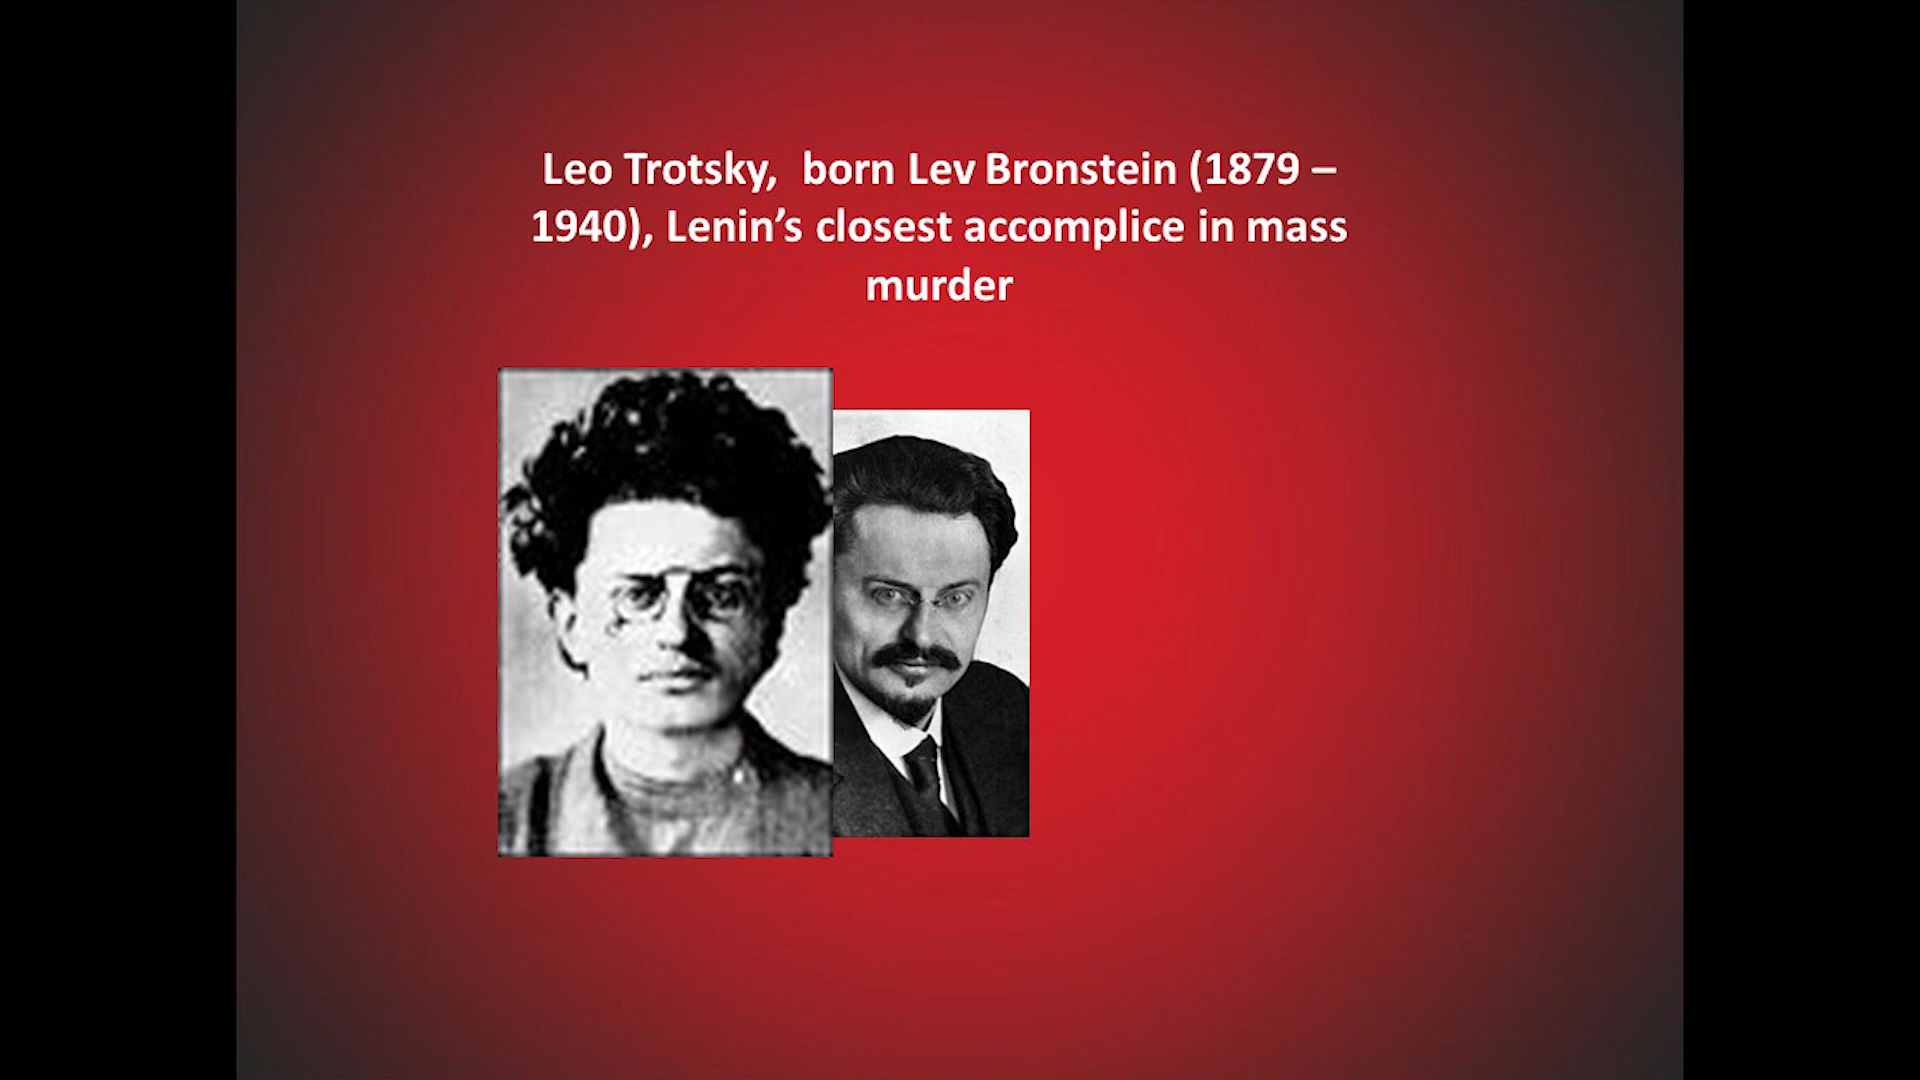 Leo Trotsky,  born Lev Bronstein (1879 –
1940), Lenin’s closest accomplice in mass
murder